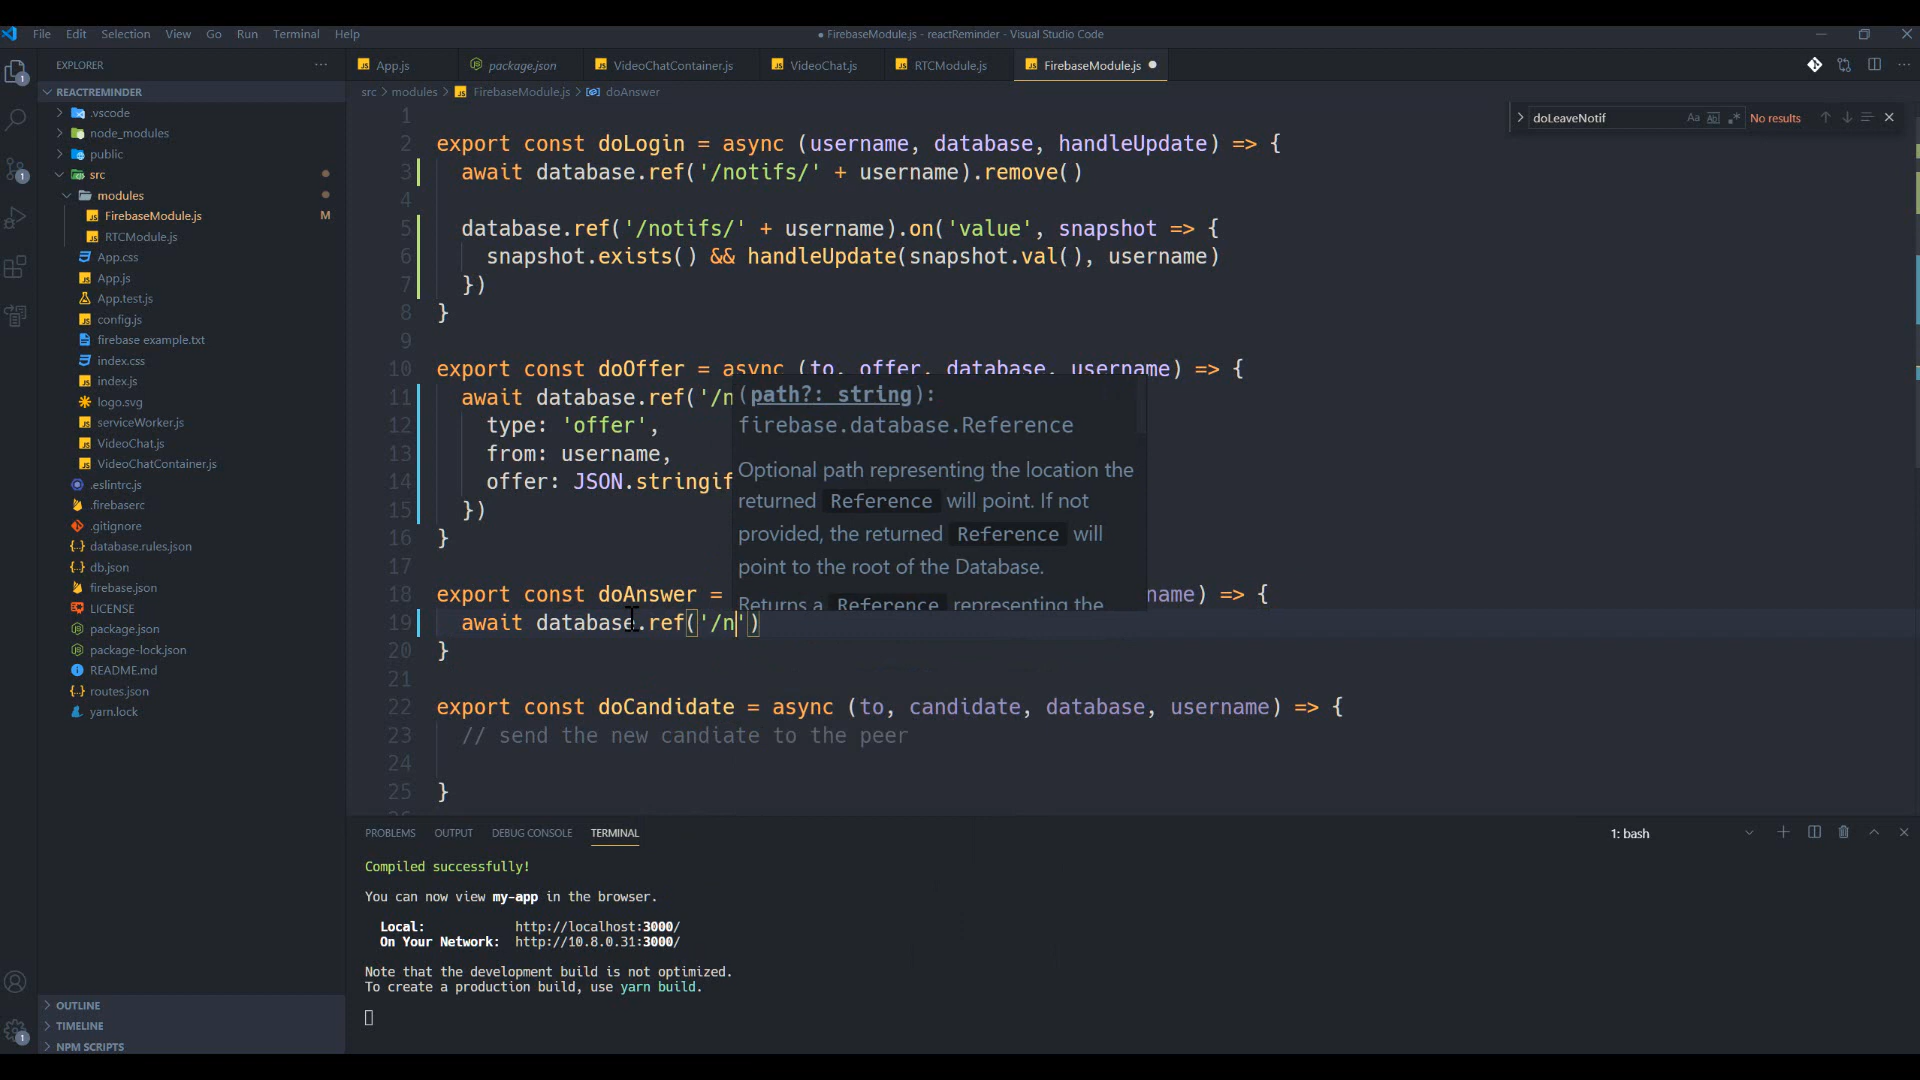 File Edit Selection View Go Run Terminal Help
● FirebaseModule.js - reactReminder - Visual Studio Code
EXPLORER
REACTREMINDER
.vscode
node_modules
public
src
modules
FirebaseModule.js M
RTCModule.js
App.css
App.js
App.test.js
config.js
firebase example.txt
index.css
index.js
logo.svg
serviceWorker.js
VideoChat.js
VideoChatContainer.js
.eslintrc.js
.firebaserc
.gitignore
database.rules.json
db.json
firebase.json
LICENSE
package.json
package-lock.json
README.md
routes.json
yarn.lock
OUTLINE
TIMELINE
NPM SCRIPTS
App.js package.json VideoChatContainer.js VideoChat.js RTCModule.js FirebaseModule.js
src > modules > FirebaseModule.js > doAnswer
doLeaveNotif No results
1
2 export const doLogin = async (username, database, handleUpdate) => {
3 await database.ref('/notifs/' + username).remove()
4
5 database.ref('/notifs/' + username).on('value', snapshot => {
6 snapshot.exists() && handleUpdate(snapshot.val(), username)
7 })
8 }
9
10 export const doOffer = async (to, offer, database, username) => {
11 await database.ref('/n
12 type: 'offer',
13 from: username,
14 offer: JSON.stringif
15 })
16 }
17
18 export const doAnswer = name) => {
19 await database.ref('/n')
20 }
21
22 export const doCandidate = async (to, candidate, database, username) => {
23 // send the new candiate to the peer
24
25 }
(path?: string):
firebase.database.Reference
Optional path representing the location the
returned Reference will point. If not
provided, the returned Reference will
point to the root of the Database.
Returns a Reference representing the
PROBLEMS OUTPUT DEBUG CONSOLE TERMINAL
1: bash
Compiled successfully!
You can now view my-app in the browser.
Local: http://localhost:3000/
On Your Network: http://10.8.0.31:3000/
Note that the development build is not optimized.
To create a production build, use yarn build.